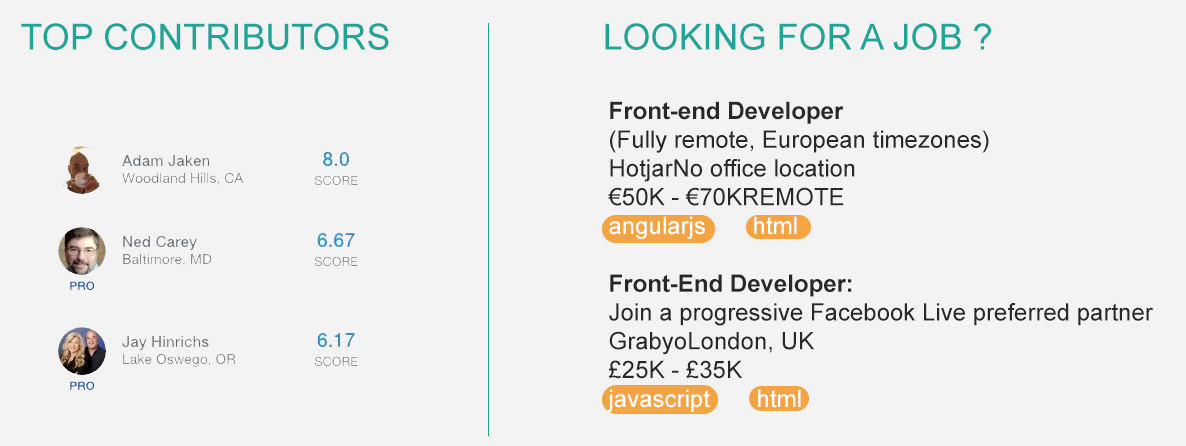 TOP CONTRIBUTORS
Adam Jaken
Woodland Hills, CA
8.0
SCORE
Ned Carey
Baltimore, MD
6.67
SCORE
PRO
Jay Hinrichs
Lake Oswego, OR
6.17
SCORE
PRO
LOOKING FOR A JOB ?
Front-end Developer
(Fully remote, European timezones)
HotjarNo office location
€50K - €70KREMOTE
angularjs html
Front-End Developer:
Join a progressive Facebook Live preferred partner
GrabyoLondon, UK
£25K - £35K
javascript html